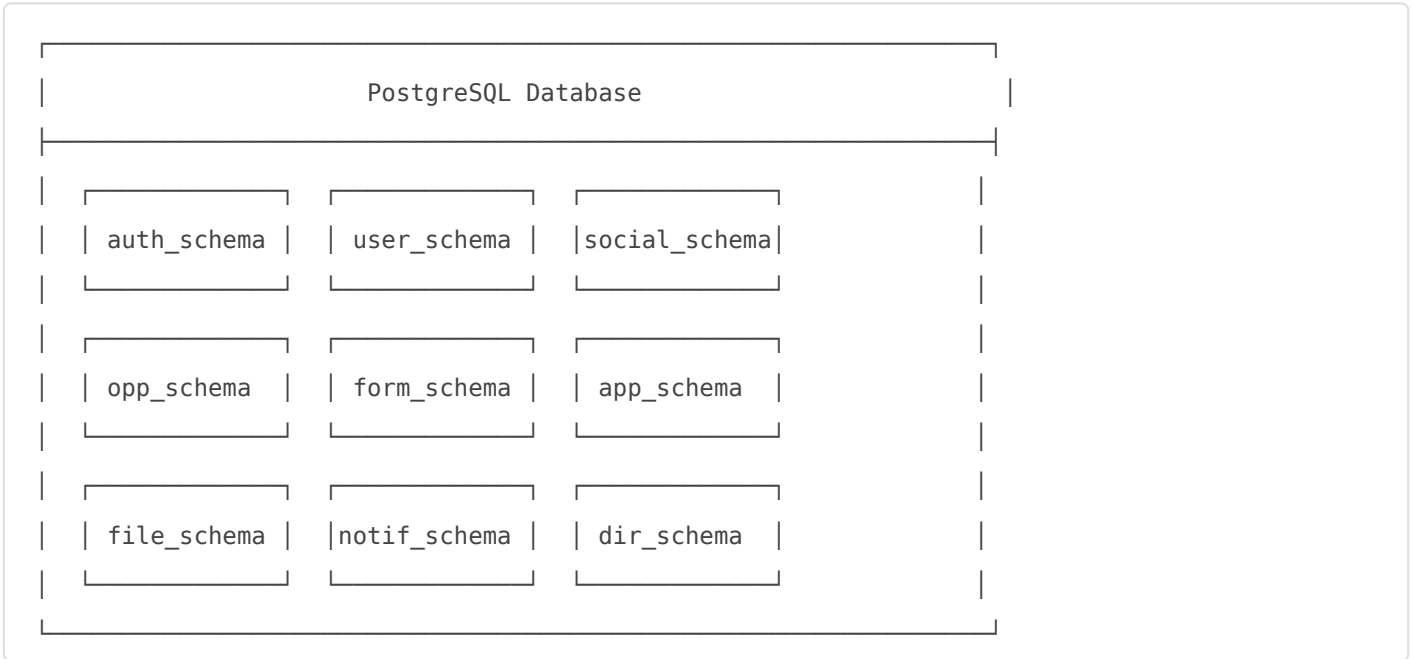 PostgreSQL Database
auth_schema user_schema social_schema
opp_schema form_schema app_schema
file_schema notif_schema dir_schema